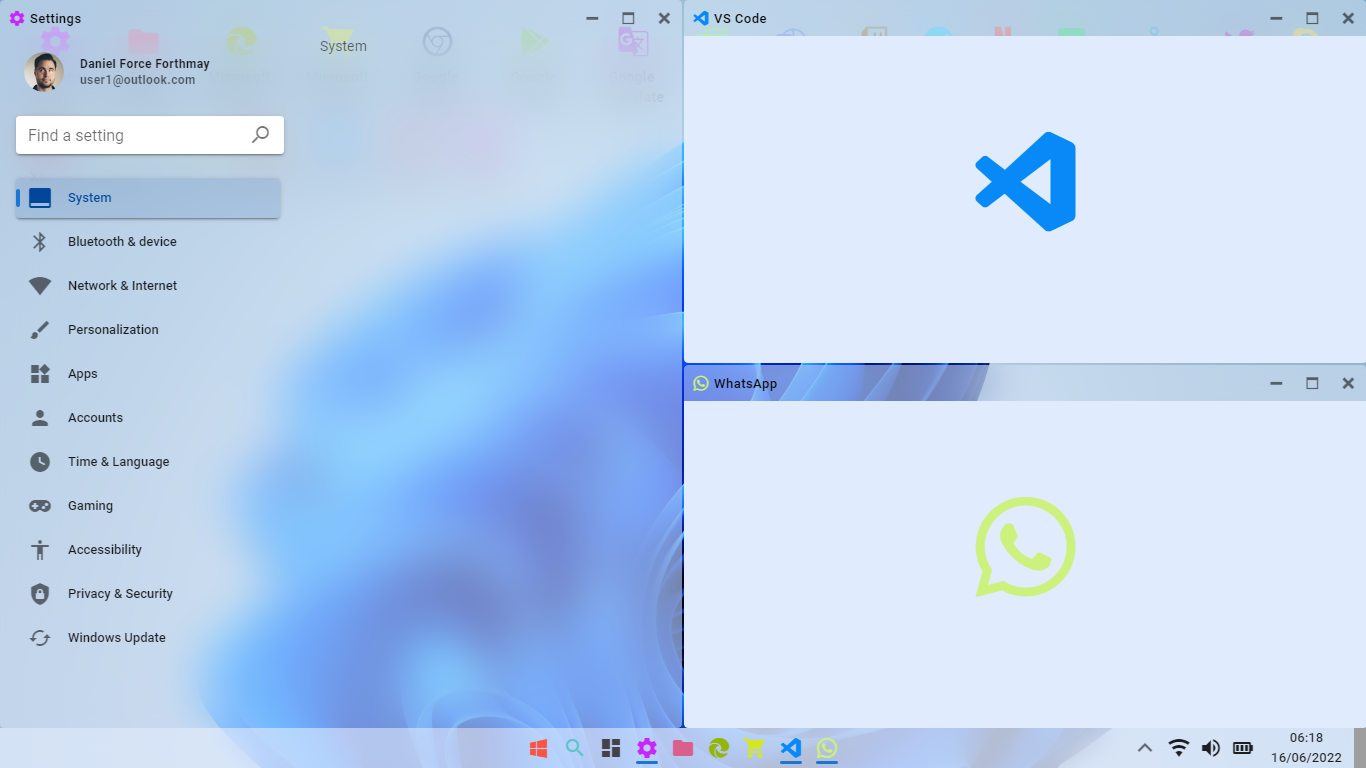 Settings
System
Daniel Force Forthmay
user1@outlook.com
Find a setting
System
Bluetooth & device
Network & Internet
Personalization
Apps
Accounts
Time & Language
Gaming
Accessibility
Privacy & Security
Windows Update
VS Code
WhatsApp
06:18
16/06/2022